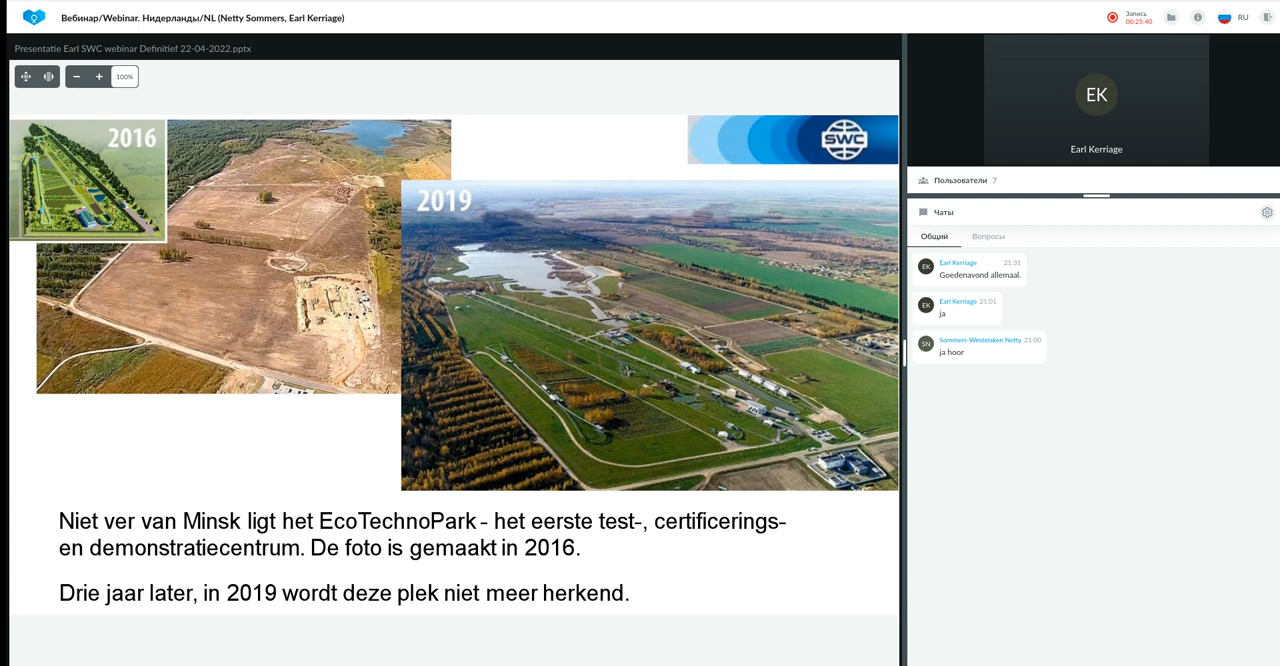 Вебинар/Webinar. Нидерланды/NL (Netty Sommers, Earl Kerriage)
Запись
00:25:40
RU
Presentatie Earl SWC webinar Definitief 22-04-2022.pptx
100%
2016
SWC
2019
Niet ver van Minsk ligt het EcoTechnoPark - het eerste test-, certificerings-
en demonstratiecentrum. De foto is gemaakt in 2016.
Drie jaar later, in 2019 wordt deze plek niet meer herkend.
EK
Earl Kerriage
Пользователи 7
Чаты
Общий Вопросы
EK Earl Kerriage 21:31
Goedenavond allemaal.
EK Earl Kerriage 21:01
ja
SN Sommers-Westelaken Netty 21:00
ja hoor